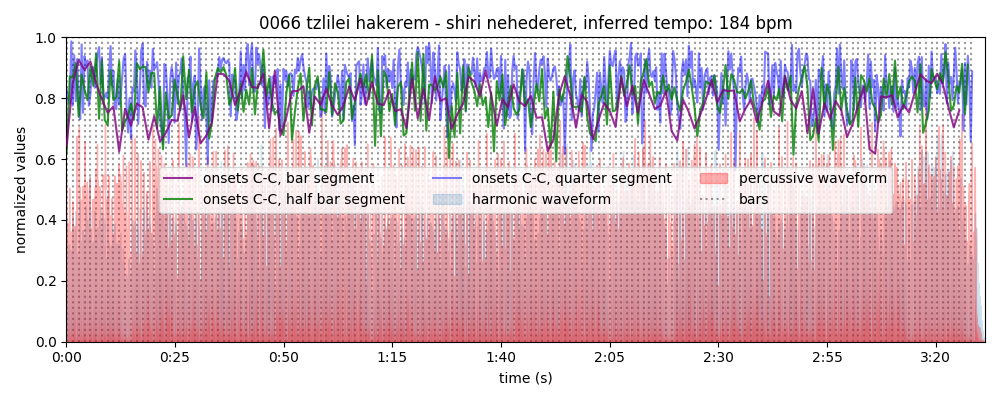 0066 tzlilei hakerem - shiri nehederet, inferred tempo: 184 bpm
normalized values
1.0
0.8
0.6
0.4
0.2
0.0
onsets C-C, bar segment
onsets C-C, half bar segment
onsets C-C, quarter segment
harmonic waveform
percussive waveform
bars
0:00 0:25 0:50 1:15 1:40 2:05 2:30 2:55 3:20
time (s)